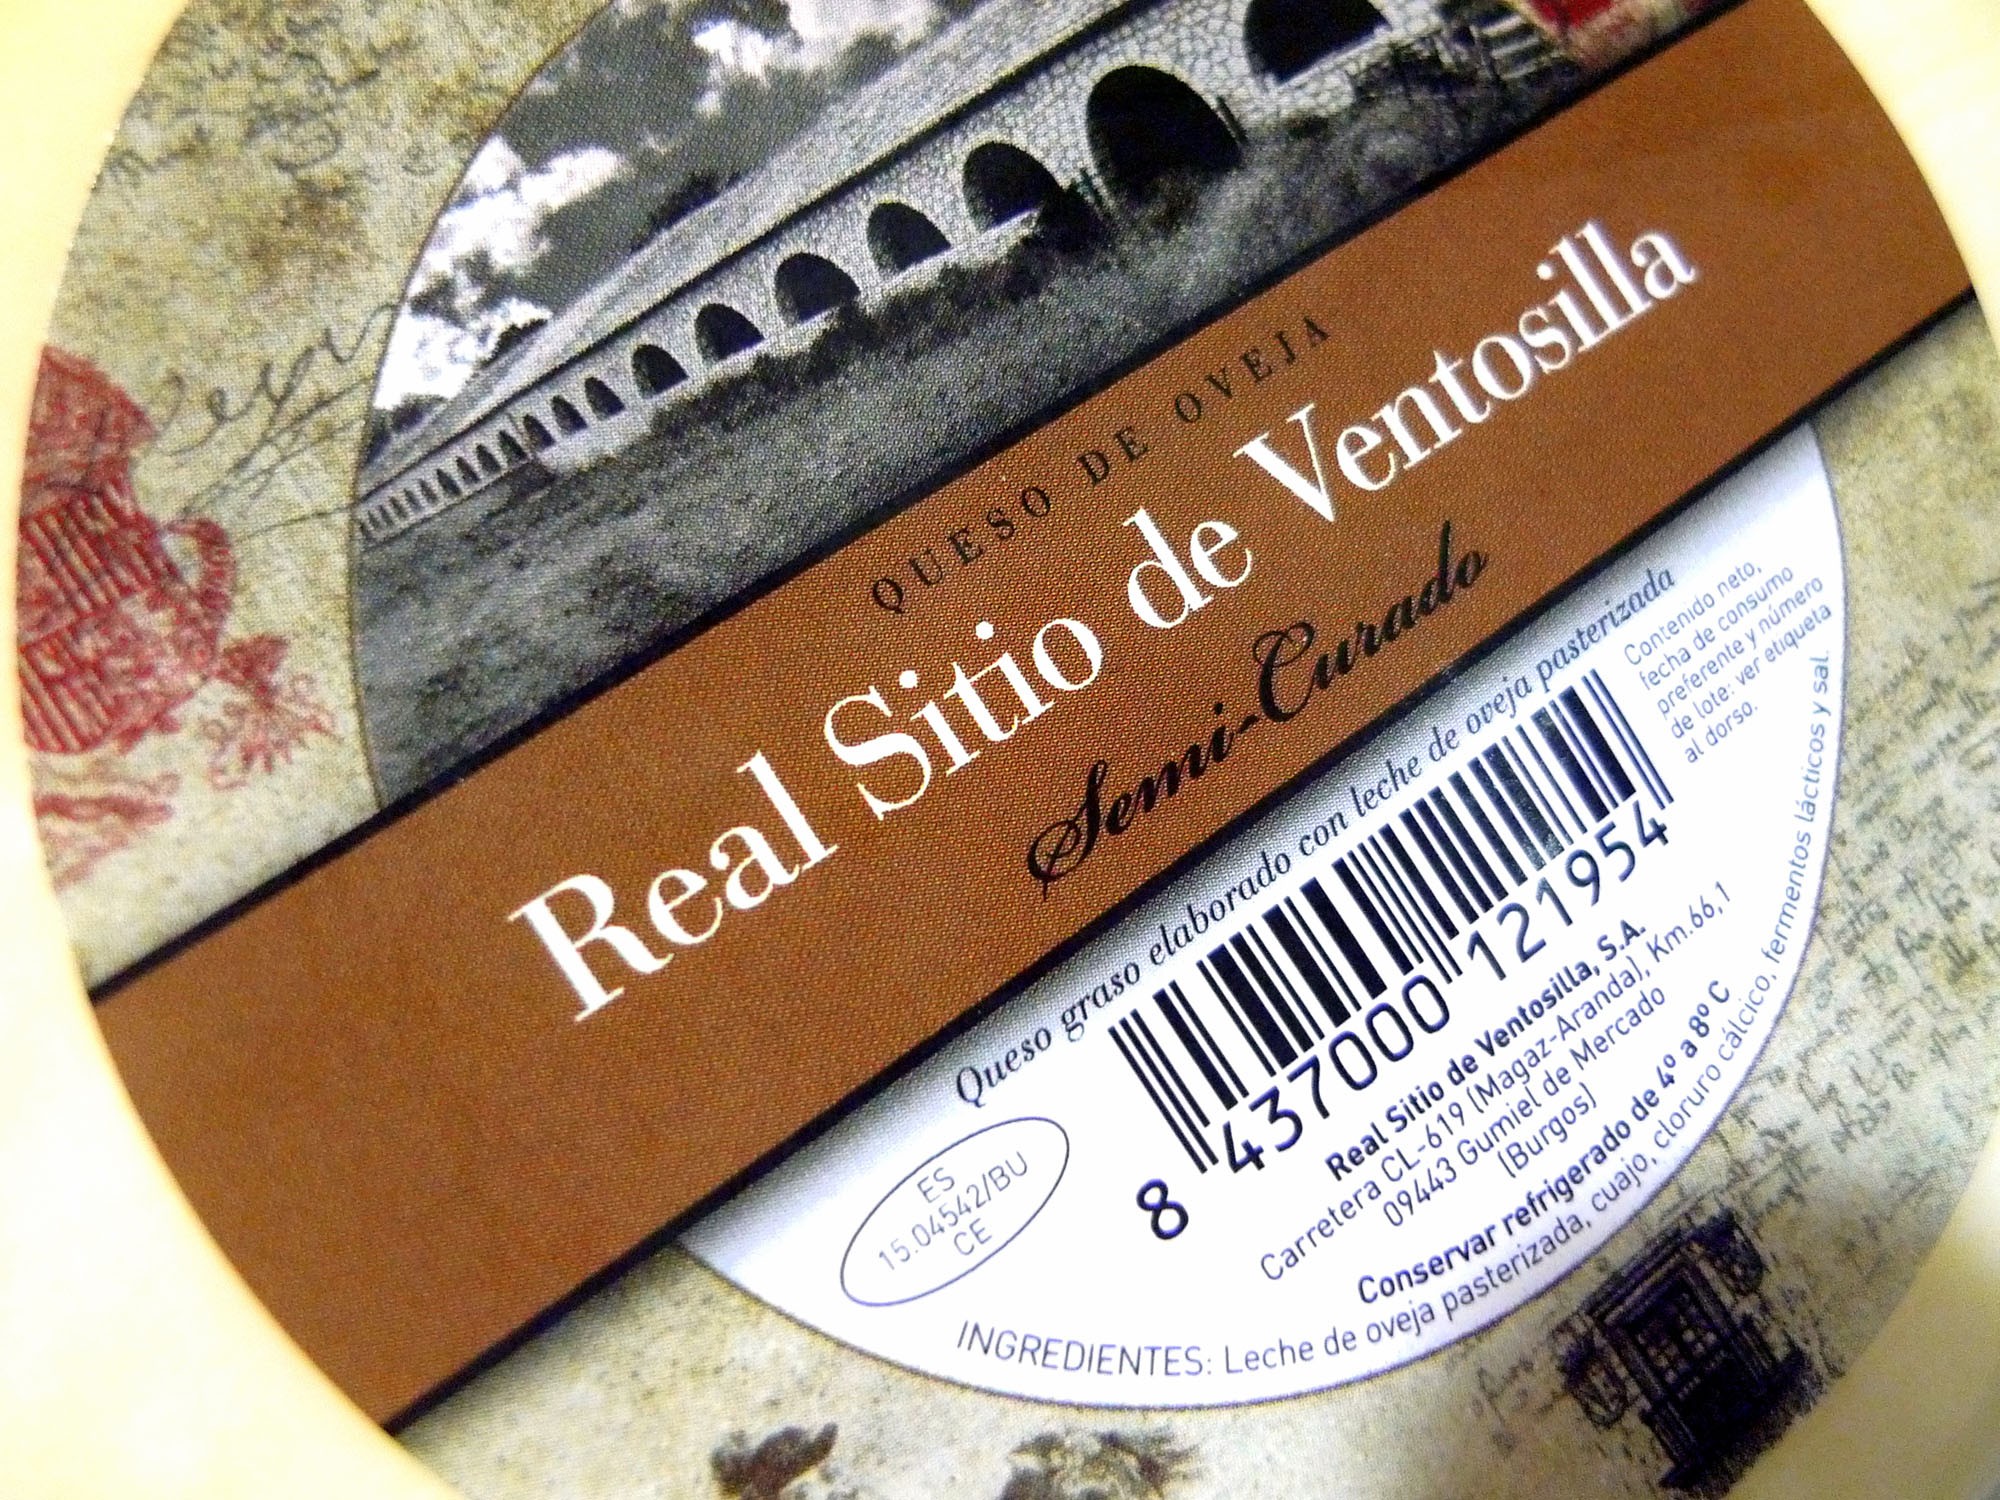 QUESO DE OVEJA
Real Sitio de Ventosilla
Semi-Curado
Queso graso elaborado con leche de oveja pasterizada
Contenido neto,
fecha de consumo
preferente y número
de lote: ver etiqueta
al dorso.
8 437000 121954
ES
15.04542/BU
CE
Real Sitio de Ventosilla, S.A.
Carretera CL-619 (Magaz-Aranda), Km.66,1
09443 Gumiel de Mercado
(Burgos)
Conservar refrigerado de 4º a 8º C
INGREDIENTES: Leche de oveja pasterizada, cuajo, cloruro cálcico, fermentos lácticos y sal.